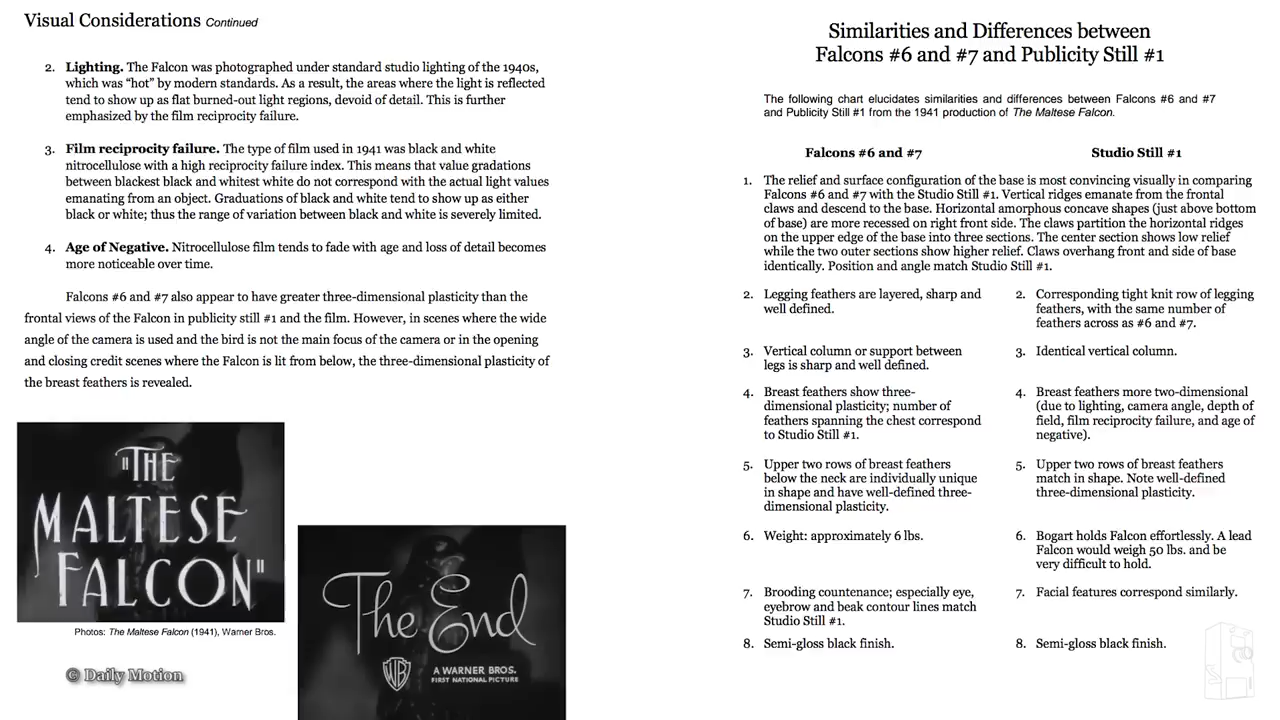 Visual Considerations Continued
2. Lighting. The Falcon was photographed under standard studio lighting of the 1940s,
which was “hot” by modern standards. As a result, the areas where the light is reflected
tend to show up as flat burned-out light regions, devoid of detail. This is further
emphasized by the film reciprocity failure.
3. Film reciprocity failure. The type of film used in 1941 was black and white
nitrocellulose with a high reciprocity failure index. This means that value gradations
between blackest black and whitest white do not correspond with the actual light values
emanating from an object. Graduations of black and white tend to show up as either
black or white; thus the range of variation between black and white is severely limited.
4. Age of Negative. Nitrocellulose film tends to fade with age and loss of detail becomes
more noticeable over time.
Falcons #6 and #7 also appear to have greater three-dimensional plasticity than the
frontal views of the Falcon in publicity still #1 and the film. However, in scenes where the wide
angle of the camera is used and the bird is not the main focus of the camera or in the opening
and closing credit scenes where the Falcon is lit from below, the three-dimensional plasticity of
the breast feathers is revealed.
"THE
MALTESE
FALCON"
Photos: The Maltese Falcon (1941), Warner Bros.
The End
WB
A WARNER BROS.
FIRST NATIONAL PICTURE
© Daily Motion
Similarities and Differences between
Falcons #6 and #7 and Publicity Still #1
The following chart elucidates similarities and differences between Falcons #6 and #7
and Publicity Still #1 from the 1941 production of The Maltese Falcon.
Falcons #6 and #7
Studio Still #1
1. The relief and surface configuration of the base is most convincing visually in comparing
Falcons #6 and #7 with the Studio Still #1. Vertical ridges emanate from the frontal
claws and descend to the base. Horizontal amorphous concave shapes (just above bottom
of base) are more recessed on right front side. The claws partition the horizontal ridges
on the upper edge of the base into three sections. The center section shows low relief
while the two outer sections show higher relief. Claws overhang front and side of base
identically. Position and angle match Studio Still #1.
2. Legging feathers are layered, sharp and
well defined.
2. Corresponding tight knit row of legging
feathers, with the same number of
feathers across as #6 and #7.
3. Vertical column or support between
legs is sharp and well defined.
3. Identical vertical column.
4. Breast feathers show three-
dimensional plasticity; number of
feathers spanning the chest correspond
to Studio Still #1.
4. Breast feathers more two-dimensional
(due to lighting, camera angle, depth of
field, film reciprocity failure, and age of
negative).
5. Upper two rows of breast feathers
below the neck are individually unique
in shape and have well-defined three-
dimensional plasticity.
5. Upper two rows of breast feathers
match in shape. Note well-defined
three-dimensional plasticity.
6. Weight: approximately 6 lbs.
6. Bogart holds Falcon effortlessly. A lead
Falcon would weigh 50 lbs. and be
very difficult to hold.
7. Brooding countenance; especially eye,
eyebrow and beak contour lines match
Studio Still #1.
7. Facial features correspond similarly.
8. Semi-gloss black finish.
8. Semi-gloss black finish.